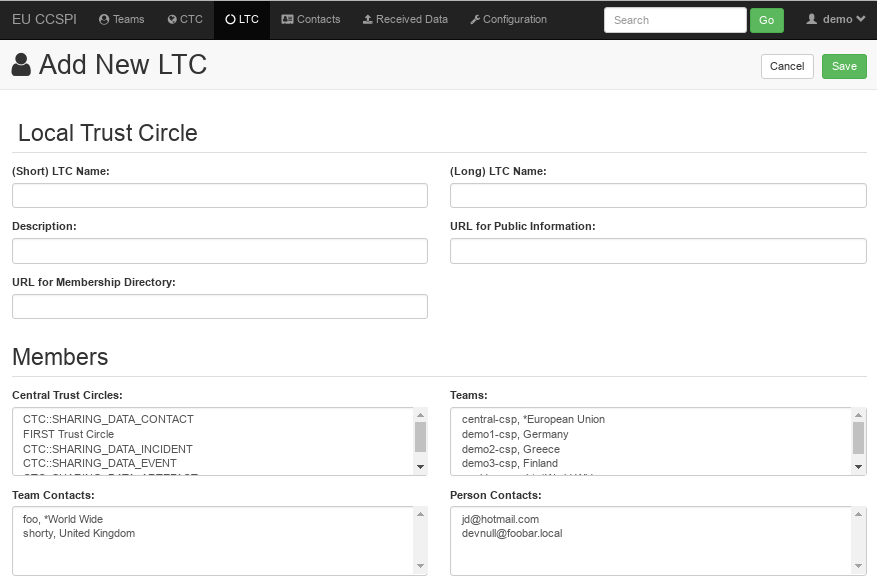 EU CCSPI Teams CTC LTC Contacts Received Data Configuration Search Go demo
Add New LTC Cancel Save
Local Trust Circle
(Short) LTC Name: (Long) LTC Name:
Description: URL for Public Information:
URL for Membership Directory:
Members
Central Trust Circles: Teams:
CTC::SHARING_DATA_CONTACT central-csp, *European Union
FIRST Trust Circle demo1-csp, Germany
CTC::SHARING_DATA_INCIDENT demo2-csp, Greece
CTC::SHARING_DATA_EVENT demo3-csp, Finland
Team Contacts: Person Contacts:
foo, *World Wide jd@hotmail.com
shorty, United Kingdom devnull@foobar.local